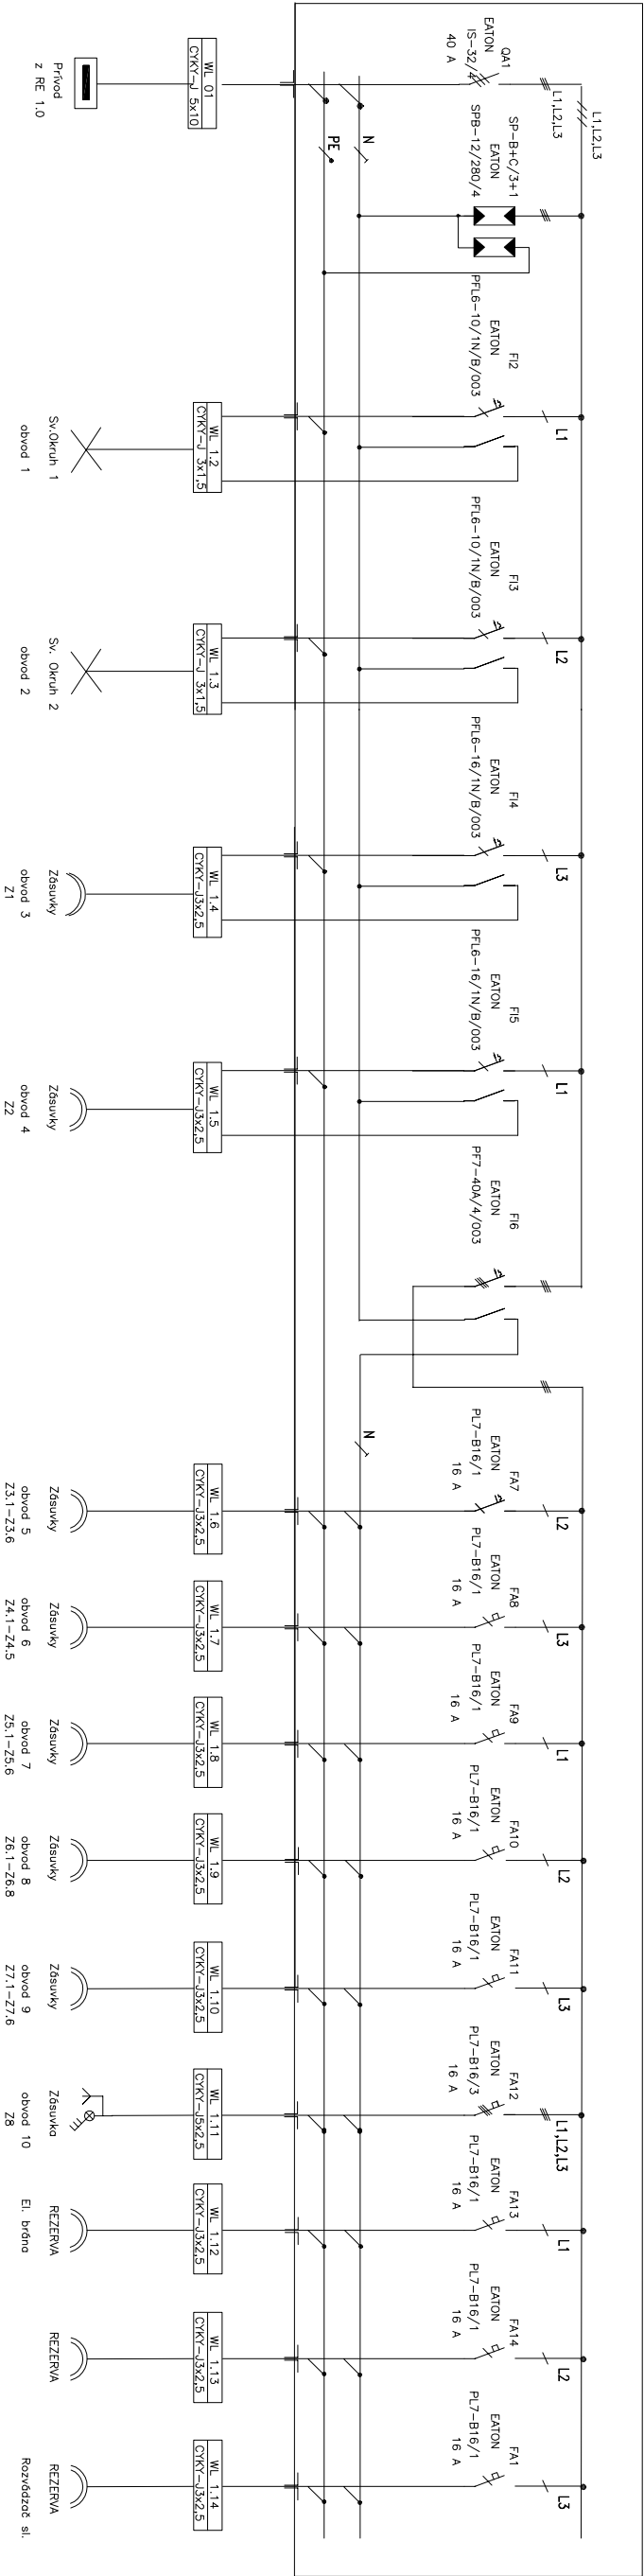 L1,L2,L3
L1,L2,L3
QA1
EATON
IS-32/4
40 A
N
PE
WL 01
CYKY-J 5x10
Prívod
z RE 1.0
SP-B+C/3+1
EATON
SPB-12/280/4
L1
FI2
EATON
PFL6-10/1N/B/003
WL 1.2
CYKY-J 3x1,5
Sv.Okruh 1
obvod 1
L2
FI3
EATON
PFL6-10/1N/B/003
WL 1.3
CYKY-J 3x1,5
Sv. Okruh 2
obvod 2
L3
FI4
EATON
PFL6-16/1N/B/003
WL 1.4
CYKY-J3x2,5
Zásuvky
obvod 3
Z1
L1
FI5
EATON
PFL6-16/1N/B/003
WL 1.5
CYKY-J3x2,5
Zásuvky
obvod 4
Z2
FI6
EATON
PF7-40A/4/003
N
L2
FA7
EATON
PL7-B16/1
16 A
WL 1.6
CYKY-J3x2,5
Zásuvky
obvod 5
Z3.1-Z3.6
L3
FA8
EATON
PL7-B16/1
16 A
WL 1.7
CYKY-J3x2,5
Zásuvky
obvod 6
Z4.1-Z4.5
L1
FA9
EATON
PL7-B16/1
16 A
WL 1.8
CYKY-J3x2,5
Zásuvky
obvod 7
Z5.1-Z5.6
L2
FA10
EATON
PL7-B16/1
16 A
WL 1.9
CYKY-J3x2,5
Zásuvky
obvod 8
Z6.1-Z6.8
L3
FA11
EATON
PL7-B16/1
16 A
WL 1.10
CYKY-J3x2,5
Zásuvky
obvod 9
Z7.1-Z7.6
L1,L2,L3
FA12
EATON
PL7-B16/3
16 A
WL 1.11
CYKY-J5x2,5
Zásuvka
obvod 10
Z8
L1
FA13
EATON
PL7-B16/1
16 A
WL 1.12
CYKY-J3x2,5
REZERVA
El. brána
L2
FA14
EATON
PL7-B16/1
16 A
WL 1.13
CYKY-J3x2,5
REZERVA
L3
FA1
EATON
PL7-B16/1
16 A
WL 1.14
CYKY-J3x2,5
REZERVA
Rozvádzač sl.